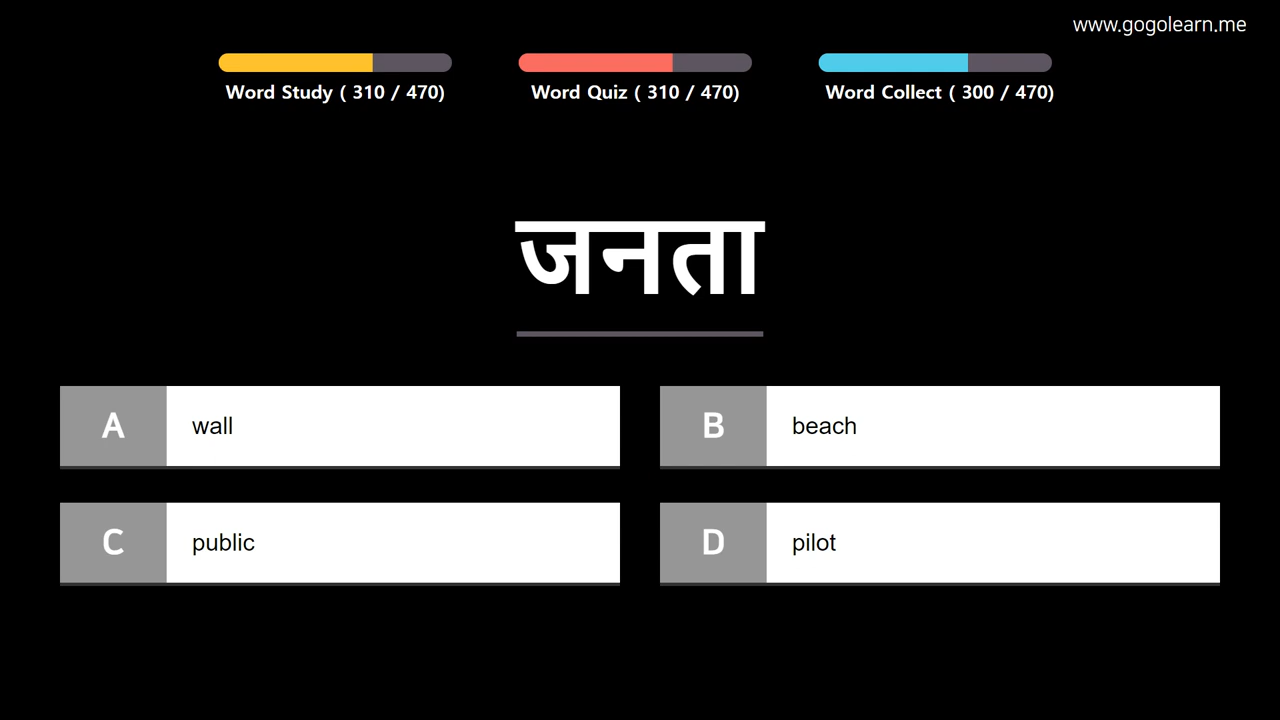 www.gogolearn.me
Word Study ( 310 / 470)
Word Quiz ( 310 / 470)
Word Collect ( 300 / 470)
जनता
A wall
B beach
C public
D pilot